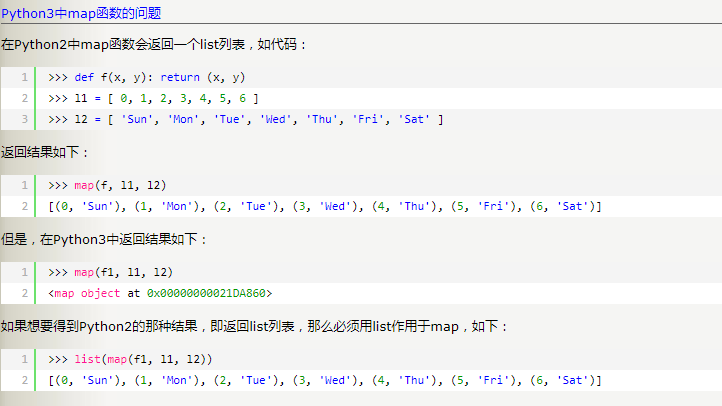 Python3中map函数的问题
在Python2中map函数会返回一个list列表，如代码：
1 >>> def f(x, y): return (x, y)
2 >>> l1 = [ 0, 1, 2, 3, 4, 5, 6 ]
3 >>> l2 = [ 'Sun', 'Mon', 'Tue', 'Wed', 'Thu', 'Fri', 'Sat' ]
返回结果如下：
1 >>> map(f, l1, l2)
2 [(0, 'Sun'), (1, 'Mon'), (2, 'Tue'), (3, 'Wed'), (4, 'Thu'), (5, 'Fri'), (6, 'Sat')]
但是，在Python3中返回结果如下：
1 >>> map(f1, l1, l2)
2 <map object at 0x00000000021DA860>
如果想要得到Python2的那种结果，即返回list列表，那么必须用list作用于map，如下：
1 >>> list(map(f1, l1, l2))
2 [(0, 'Sun'), (1, 'Mon'), (2, 'Tue'), (3, 'Wed'), (4, 'Thu'), (5, 'Fri'), (6, 'Sat')]